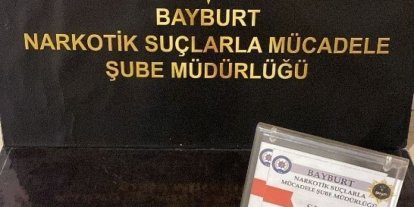 BAYBURT
NARKOTİK SUÇLARLA MÜCADELE
ŞUBE MÜDÜRLÜĞÜ
BAYBURT
NARKOTİK SUÇLARLA
MÜCADELE ŞUBE MÜDÜRLÜĞÜ